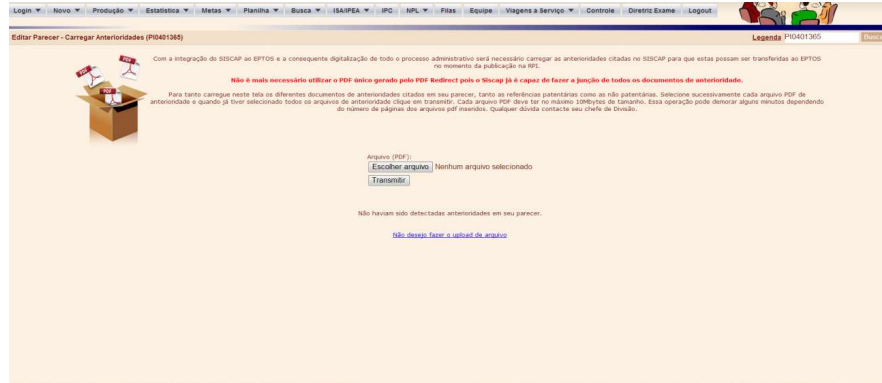 Login Novo Produção Estatística Metas Planilha Busca ISA/IPEA IPC NPL Filas Equipe Viagens à Serviço Controle Diretriz Exame Logout
Editar Parecer - Carregar Anterioridades (PI0401365) Legenda PI0401365 Busca
Com a integração do SISCAP ao EPTOS e a consequente digitalização de todo o processo administrativo será necessário carregar as anterioridades citadas no SISCAP para que estas possam ser transferidas ao EPTOS
no momento da publicação na RPI.
Não é mais necessário utilizar o PDF único gerado pelo PDF Redirect pois o Siscap já é capaz de fazer a junção de todos os documentos de anterioridade.
Para tanto carregue neste tela os diferentes documentos de anterioridades citados em seu parecer, tanto as referências patentárias como as não patentárias. Selecione sucessivamente cada arquivo PDF de
anterioridade e quando já tiver selecionado todos os arquivos de anterioridade clique em transmitir. Cada arquivo PDF deve ter no máximo 10Mbytes de tamanho. Essa operação pode demorar alguns minutos dependendo
do número de páginas dos arquivos pdf inseridos. Qualquer dúvida contacte seu chefe de Divisão.
PDF
PDF
PDF
Arquivo (PDF):
Escolher arquivo Nenhum arquivo selecionado
Transmitir
Não haviam sido detectadas anterioridades em seu parecer.
Não desejo fazer o upload de arquivo